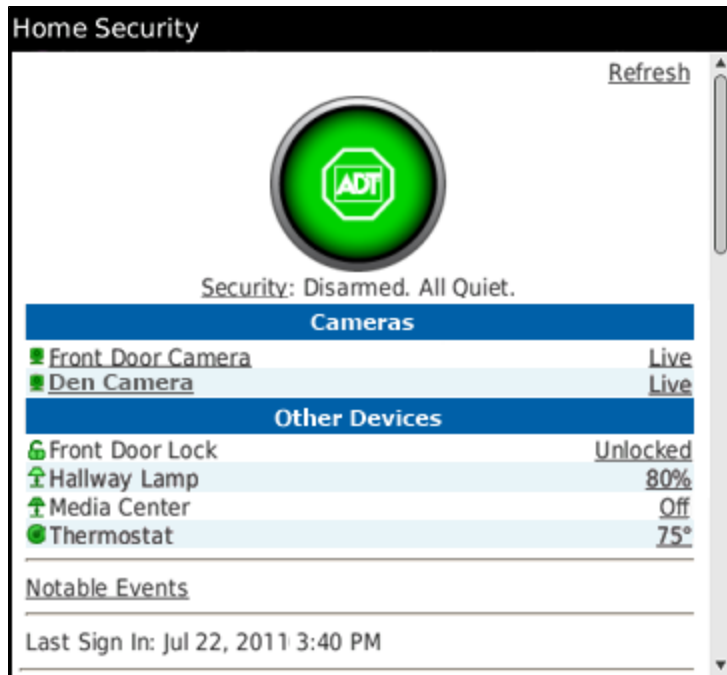 Home Security
Refresh
ADT
Security: Disarmed. All Quiet.
Cameras
Front Door Camera Live
Den Camera Live
Other Devices
Front Door Lock Unlocked
Hallway Lamp 80%
Media Center Off
Thermostat 75°
Notable Events
Last Sign In: Jul 22, 2011 3:40 PM